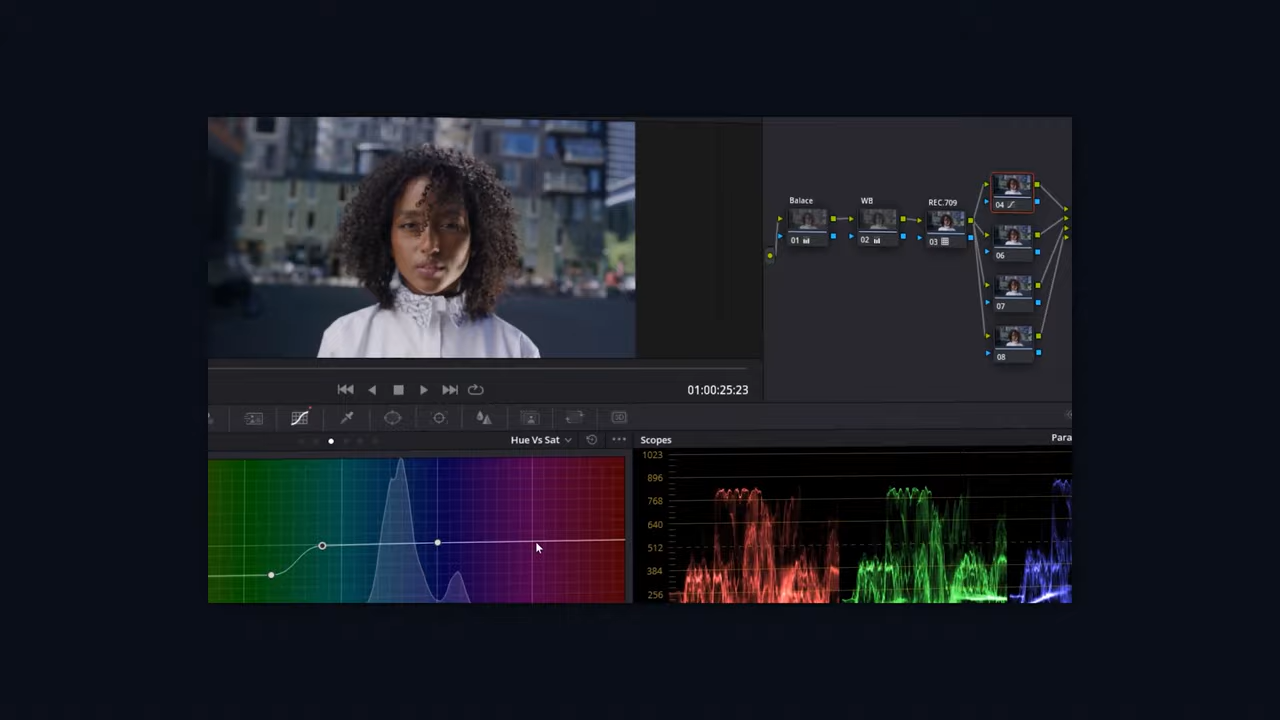 Balace
WB
REC.709
01
02
03
04
06
07
08
01:00:25:23
Hue Vs Sat
Scopes
Para
1023
896
768
640
512
384
256